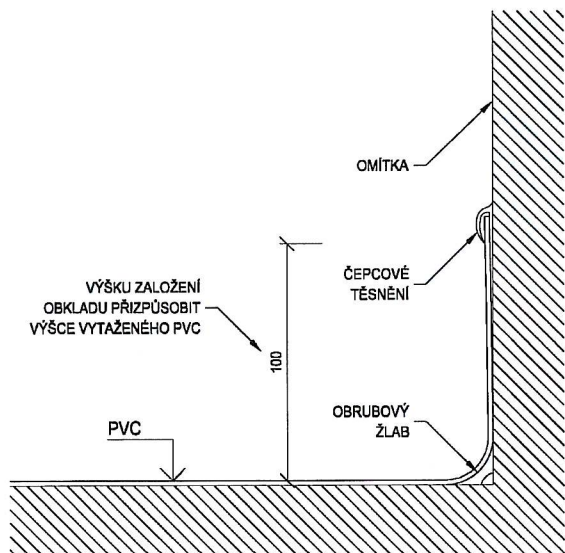 OMÍTKA
ČEPCOVÉ
TĚSNĚNÍ
VÝŠKU ZALOŽENÍ
OBKLADU PŘIZPŮSOBIT
VÝŠCE VYTAŽENÉHO PVC
100
OBRUBOVÝ
ŽLAB
PVC